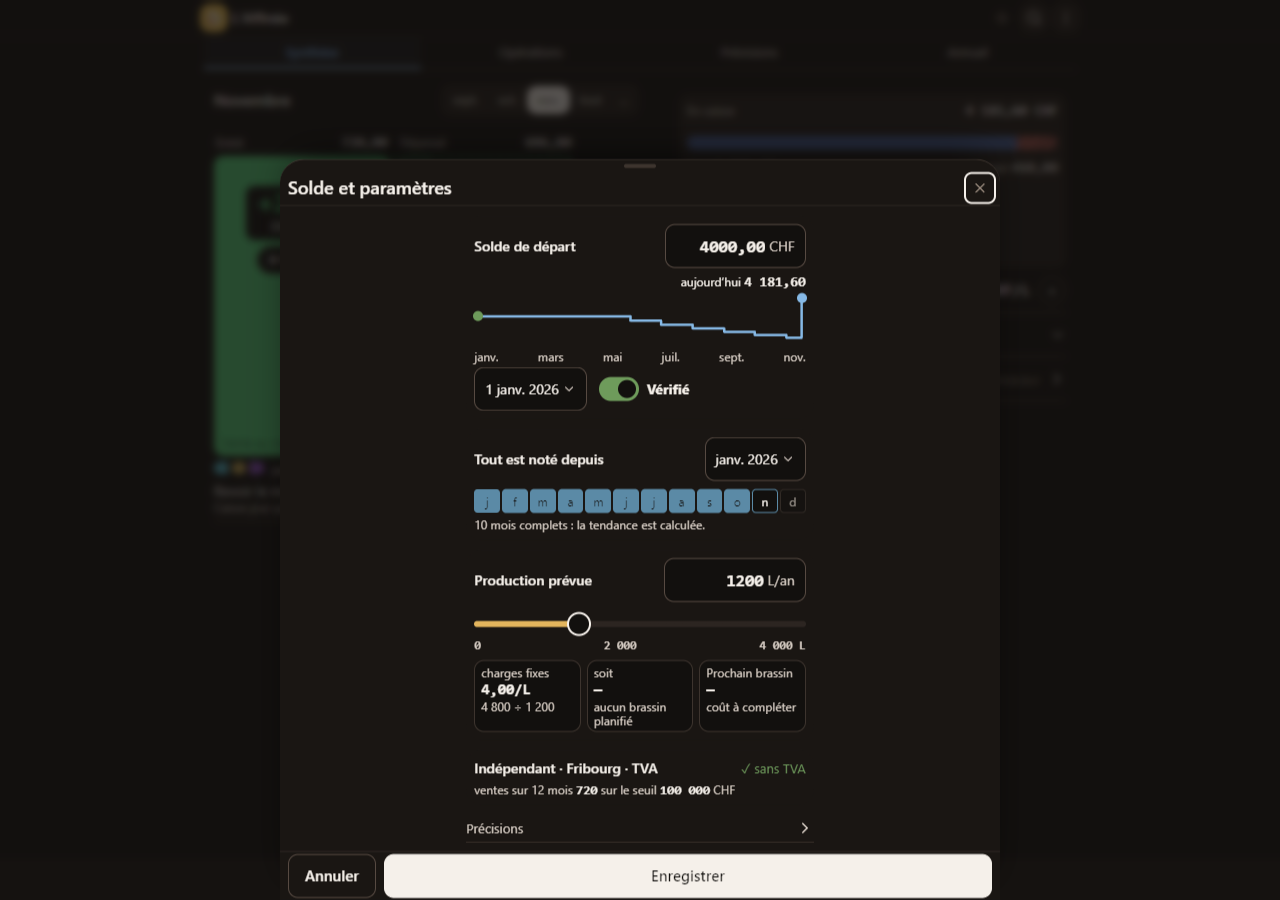 Novembre
Solde et paramètres
Solde de départ
4000,00 CHF
aujourd'hui 4 181,60
janv. mars mai juil. sept. nov.
1 janv. 2026
Vérifié
Tout est noté depuis
janv. 2026
j f m a m j j a s o n d
10 mois complets : la tendance est calculée.
Production prévue
1200 L/an
0 2 000 4 000 L
charges fixes
4,00/L
4 800 ÷ 1 200
soit
—
aucun brassin
planifié
Prochain brassin
—
coût à compléter
Indépendant · Fribourg · TVA
✓ sans TVA
ventes sur 12 mois 720 sur le seuil 100 000 CHF
Précisions
Annuler
Enregistrer